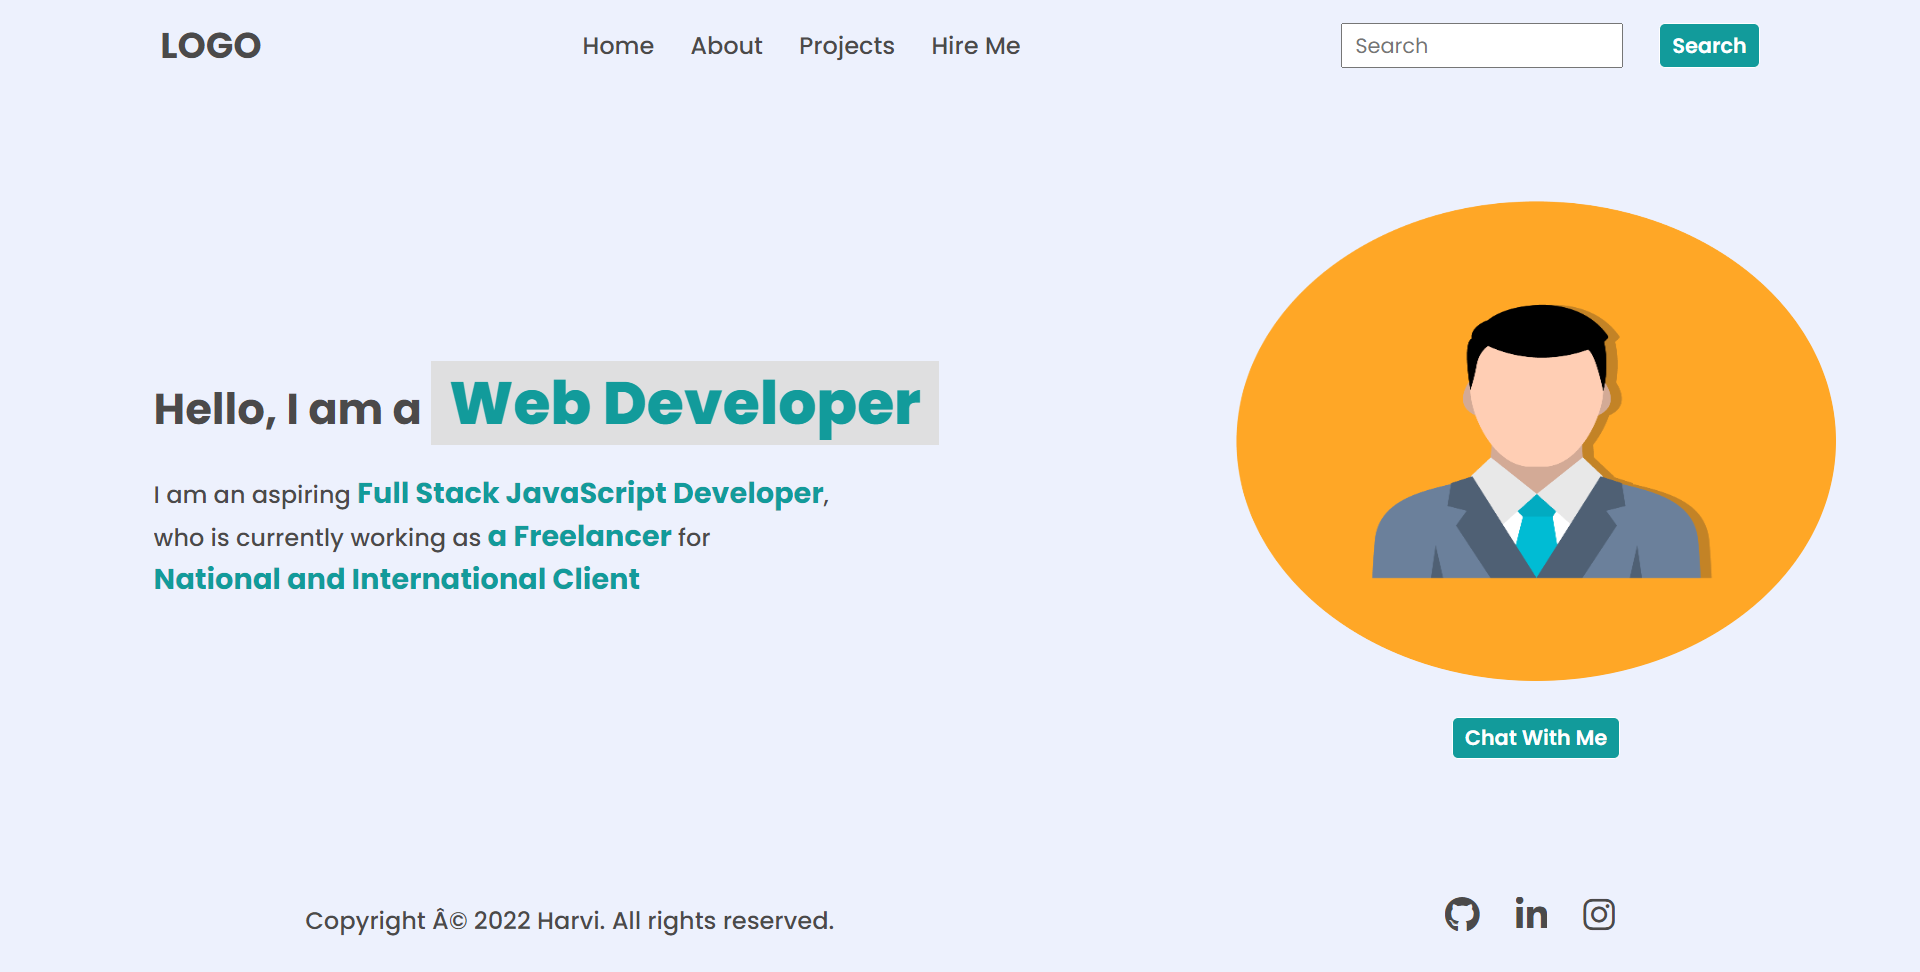 LOGO
Home About Projects Hire Me
Search
Search
Hello, I am a Web Developer
I am an aspiring Full Stack JavaScript Developer,
who is currently working as a Freelancer for
National and International Client
Chat With Me
Copyright Â© 2022 Harvi. All rights reserved.
in